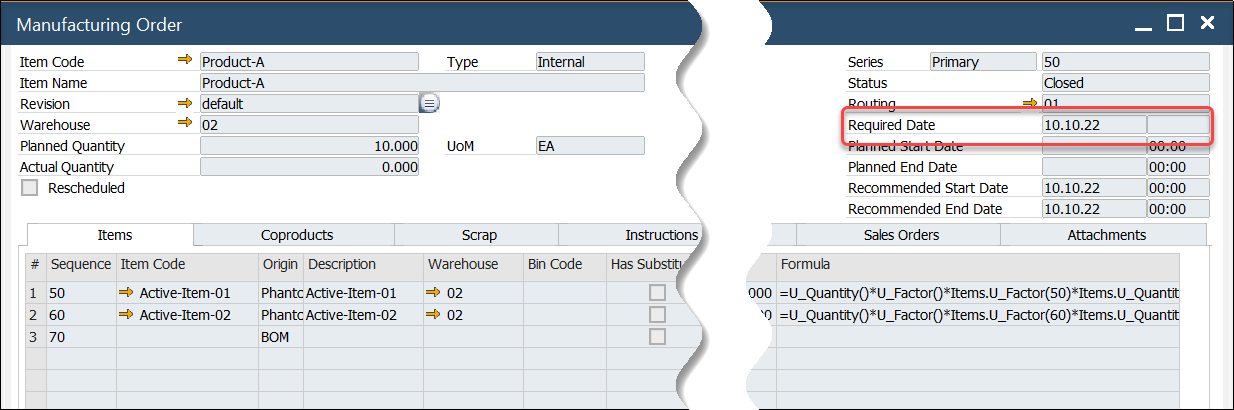 Manufacturing Order
Item Code Product-A Type Internal Series Primary 50
Item Name Product-A Status Closed
Revision default Routing 01
Warehouse 02 Required Date 10.10.22
Planned Quantity 10.000 UoM EA Planned Start Date 00:00
Actual Quantity 0.000 Planned End Date 00:00
Rescheduled Recommended Start Date 10.10.22 00:00
Recommended End Date 10.10.22 00:00
Items Coproducts Scrap Instructions Sales Orders Attachments
# Sequence Item Code Origin Description Warehouse Bin Code Has Substitu Formula
1 50 Active-Item-01 Phanto Active-Item-01 02 000 =U_Quantity()*U_Factor()*Items.U_Factor(50)*Items.U_Quantit
2 60 Active-Item-02 Phanto Active-Item-02 02 00 =U_Quantity()*U_Factor()*Items.U_Factor(60)*Items.U_Quantit
3 70 BOM